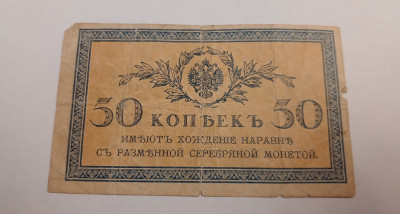 50 КОПѢЕКЪ 50
ИМѢЮТЪ ХОЖДЕНІЕ НАРАВНѢ
СЪ РАЗМѢННОЙ СЕРЕБРЯНОЙ МОНЕТОЙ.